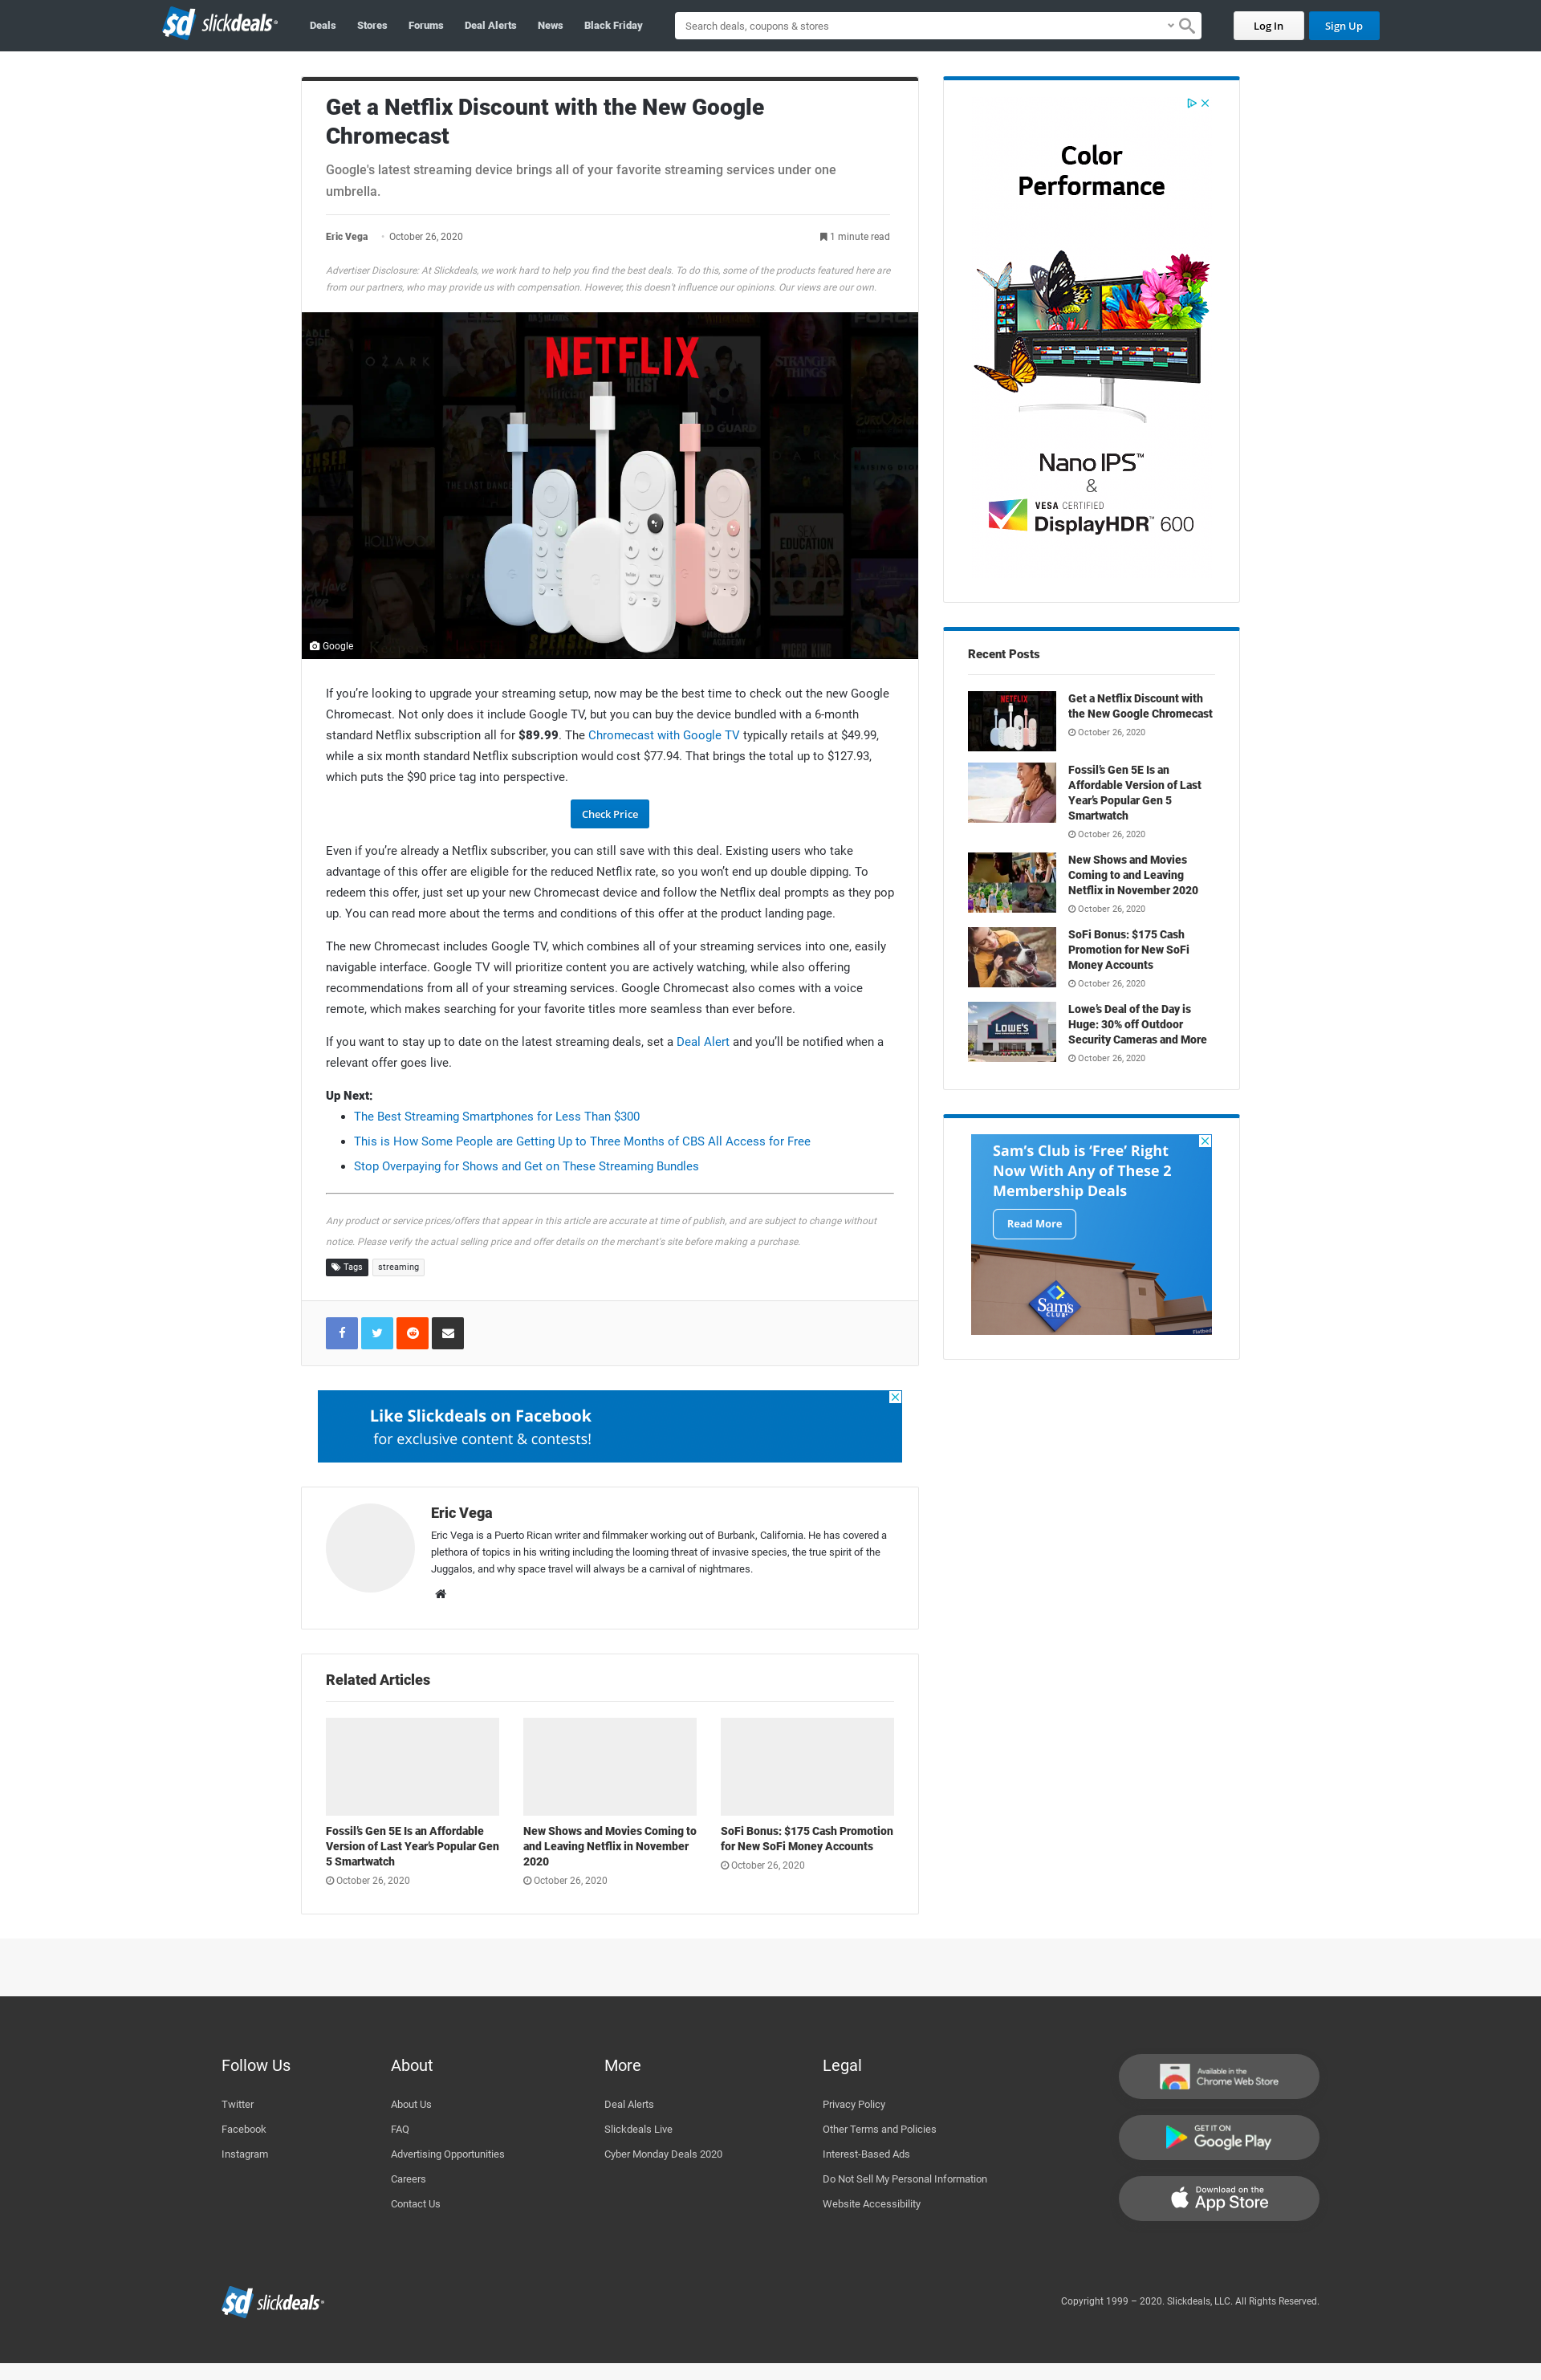 sd slickdeals
Deals Stores Forums Deal Alerts News Black Friday
Search deals, coupons & stores
Log In Sign Up
Get a Netflix Discount with the New Google
Chromecast
Google's latest streaming device brings all of your favorite streaming services under one
umbrella.
Eric Vega · October 26, 2020 1 minute read
Advertiser Disclosure: At Slickdeals, we work hard to help you find the best deals. To do this, some of the products featured here are
from our partners, who may provide us with compensation. However, this doesn't influence our opinions. Our views are our own.
NETFLIX
OZARK
MONEY
HEIST
STRANGER
THINGS
THE LAST DANCE
HOLLYWOOD
SEX
EDUCATION
SPENSER
TIGER KING
Google
If you’re looking to upgrade your streaming setup, now may be the best time to check out the new Google
Chromecast. Not only does it include Google TV, but you can buy the device bundled with a 6-month
standard Netflix subscription all for $89.99. The Chromecast with Google TV typically retails at $49.99,
while a six month standard Netflix subscription would cost $77.94. That brings the total up to $127.93,
which puts the $90 price tag into perspective.
Check Price
Even if you’re already a Netflix subscriber, you can still save with this deal. Existing users who take
advantage of this offer are eligible for the reduced Netflix rate, so you won’t end up double dipping. To
redeem this offer, just set up your new Chromecast device and follow the Netflix deal prompts as they pop
up. You can read more about the terms and conditions of this offer at the product landing page.
The new Chromecast includes Google TV, which combines all of your streaming services into one, easily
navigable interface. Google TV will prioritize content you are actively watching, while also offering
recommendations from all of your streaming services. Google Chromecast also comes with a voice
remote, which makes searching for your favorite titles more seamless than ever before.
If you want to stay up to date on the latest streaming deals, set a Deal Alert and you’ll be notified when a
relevant offer goes live.
Up Next:
The Best Streaming Smartphones for Less Than $300
This is How Some People are Getting Up to Three Months of CBS All Access for Free
Stop Overpaying for Shows and Get on These Streaming Bundles
Any product or service prices/offers that appear in this article are accurate at time of publish, and are subject to change without
notice. Please verify the actual selling price and offer details on the merchant's site before making a purchase.
Tags streaming
Like Slickdeals on Facebook
for exclusive content & contests!
Eric Vega
Eric Vega is a Puerto Rican writer and filmmaker working out of Burbank, California. He has covered a
plethora of topics in his writing including the looming threat of invasive species, the true spirit of the
Juggalos, and why space travel will always be a carnival of nightmares.
Related Articles
Fossil’s Gen 5E Is an Affordable
Version of Last Year’s Popular Gen
5 Smartwatch
October 26, 2020
New Shows and Movies Coming to
and Leaving Netflix in November
2020
October 26, 2020
SoFi Bonus: $175 Cash Promotion
for New SoFi Money Accounts
October 26, 2020
Color
Performance
Nano IPS™
&
VESA CERTIFIED
DisplayHDR™ 600
Recent Posts
NETFLIX
Get a Netflix Discount with
the New Google Chromecast
October 26, 2020
Fossil’s Gen 5E Is an
Affordable Version of Last
Year’s Popular Gen 5
Smartwatch
October 26, 2020
New Shows and Movies
Coming to and Leaving
Netflix in November 2020
October 26, 2020
SoFi Bonus: $175 Cash
Promotion for New SoFi
Money Accounts
October 26, 2020
LOWE'S
Lowe’s Deal of the Day is
Huge: 30% off Outdoor
Security Cameras and More
October 26, 2020
Sam’s Club is ‘Free’ Right
Now With Any of These 2
Membership Deals
Read More
Sam's
CLUB
Follow Us
Twitter
Facebook
Instagram
About
About Us
FAQ
Advertising Opportunities
Careers
Contact Us
More
Deal Alerts
Slickdeals Live
Cyber Monday Deals 2020
Legal
Privacy Policy
Other Terms and Policies
Interest-Based Ads
Do Not Sell My Personal Information
Website Accessibility
Available in the
Chrome Web Store
GET IT ON
Google Play
Download on the
App Store
sd slickdeals
Copyright 1999 – 2020. Slickdeals, LLC. All Rights Reserved.